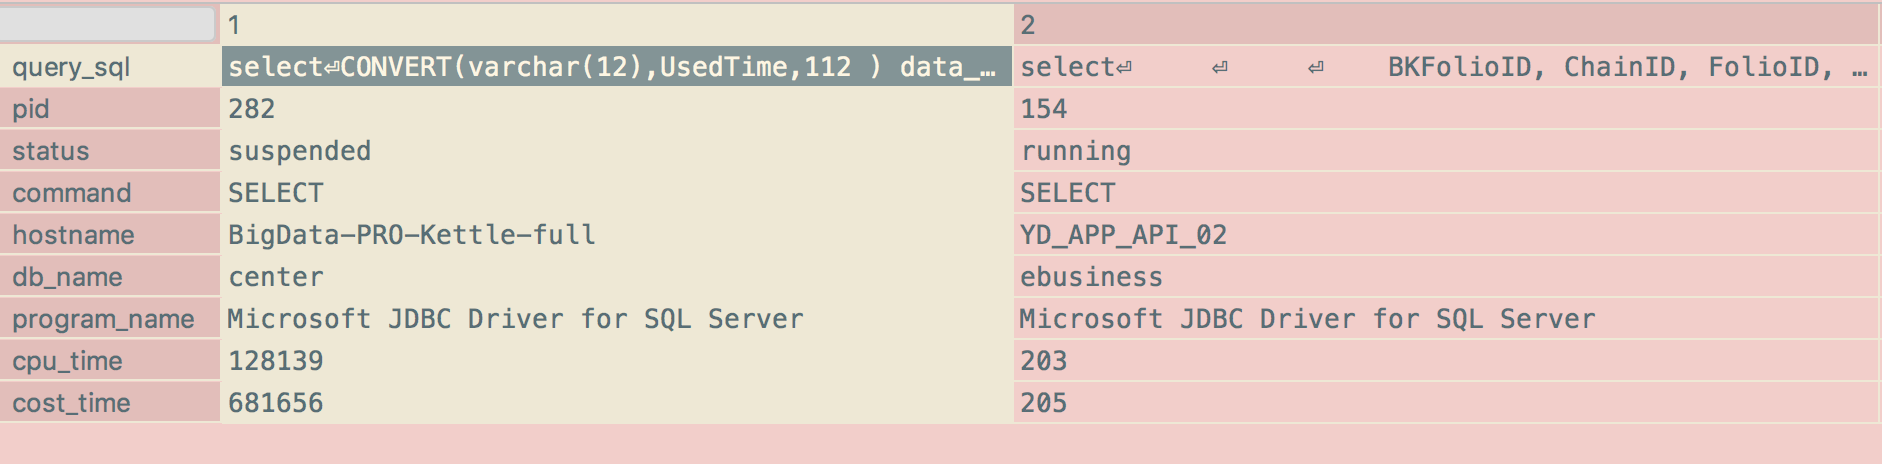 1 2
query_sql select⏎CONVERT(varchar(12),UsedTime,112 ) data_… select⏎ ⏎ ⏎ BKFolioID, ChainID, FolioID, …
pid 282 154
status suspended running
command SELECT SELECT
hostname BigData-PRO-Kettle-full YD_APP_API_02
db_name center ebusiness
program_name Microsoft JDBC Driver for SQL Server Microsoft JDBC Driver for SQL Server
cpu_time 128139 203
cost_time 681656 205